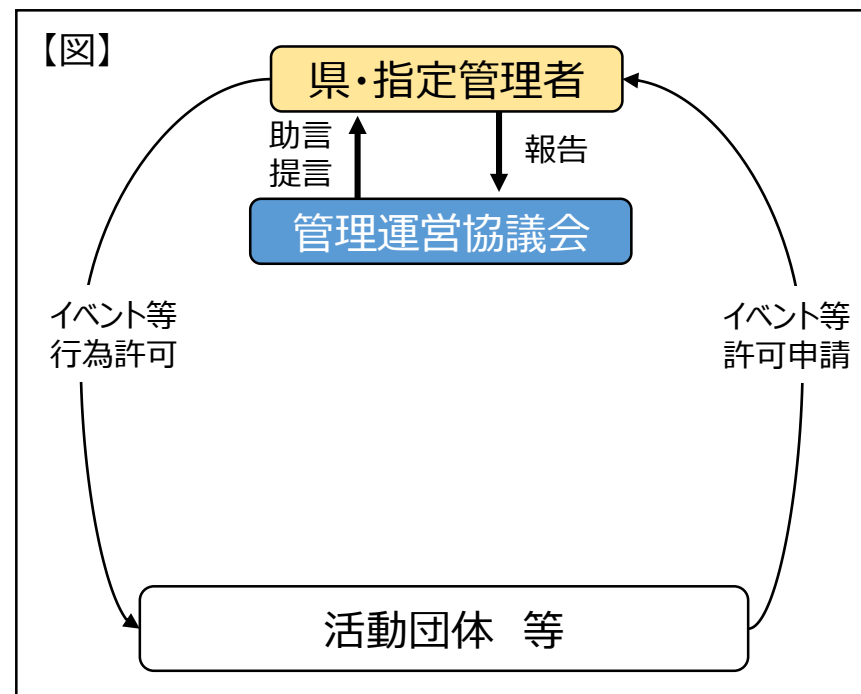 【図】
県・指定管理者
助言
提言
報告
管理運営協議会
イベント等
行為許可
イベント等
許可申請
活動団体 等